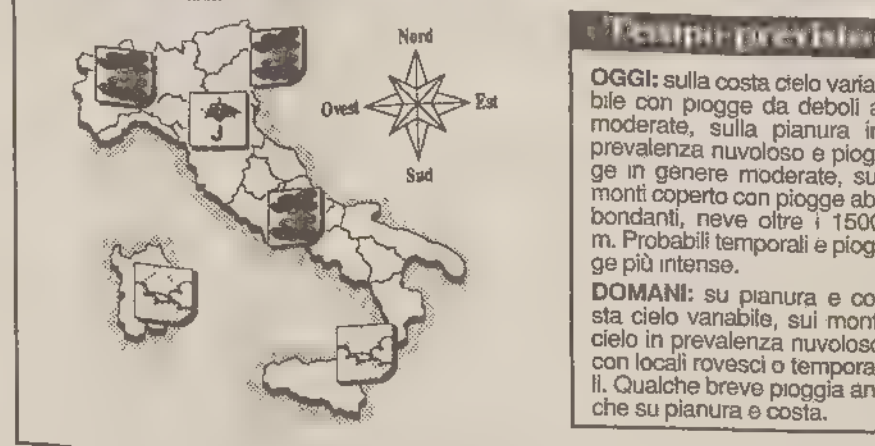 Nord
Ovest
Est
Sud
Tempo previsto
OGGI: sulla costa cielo varia-
bile con piogge da deboli a
moderate, sulla pianura in
prevalenza nuvoloso e piog-
ge in genere moderate, sui
monti coperto con piogge ab-
bondanti, neve oltre i 1500
m. Probabili temporali e piog-
ge più intense.
DOMANI: su pianura e co-
sta cielo variabile, sui monti
cielo in prevalenza nuvoloso
con locali rovesci o tempora-
li. Qualche breve pioggia an-
che su pianura e costa.